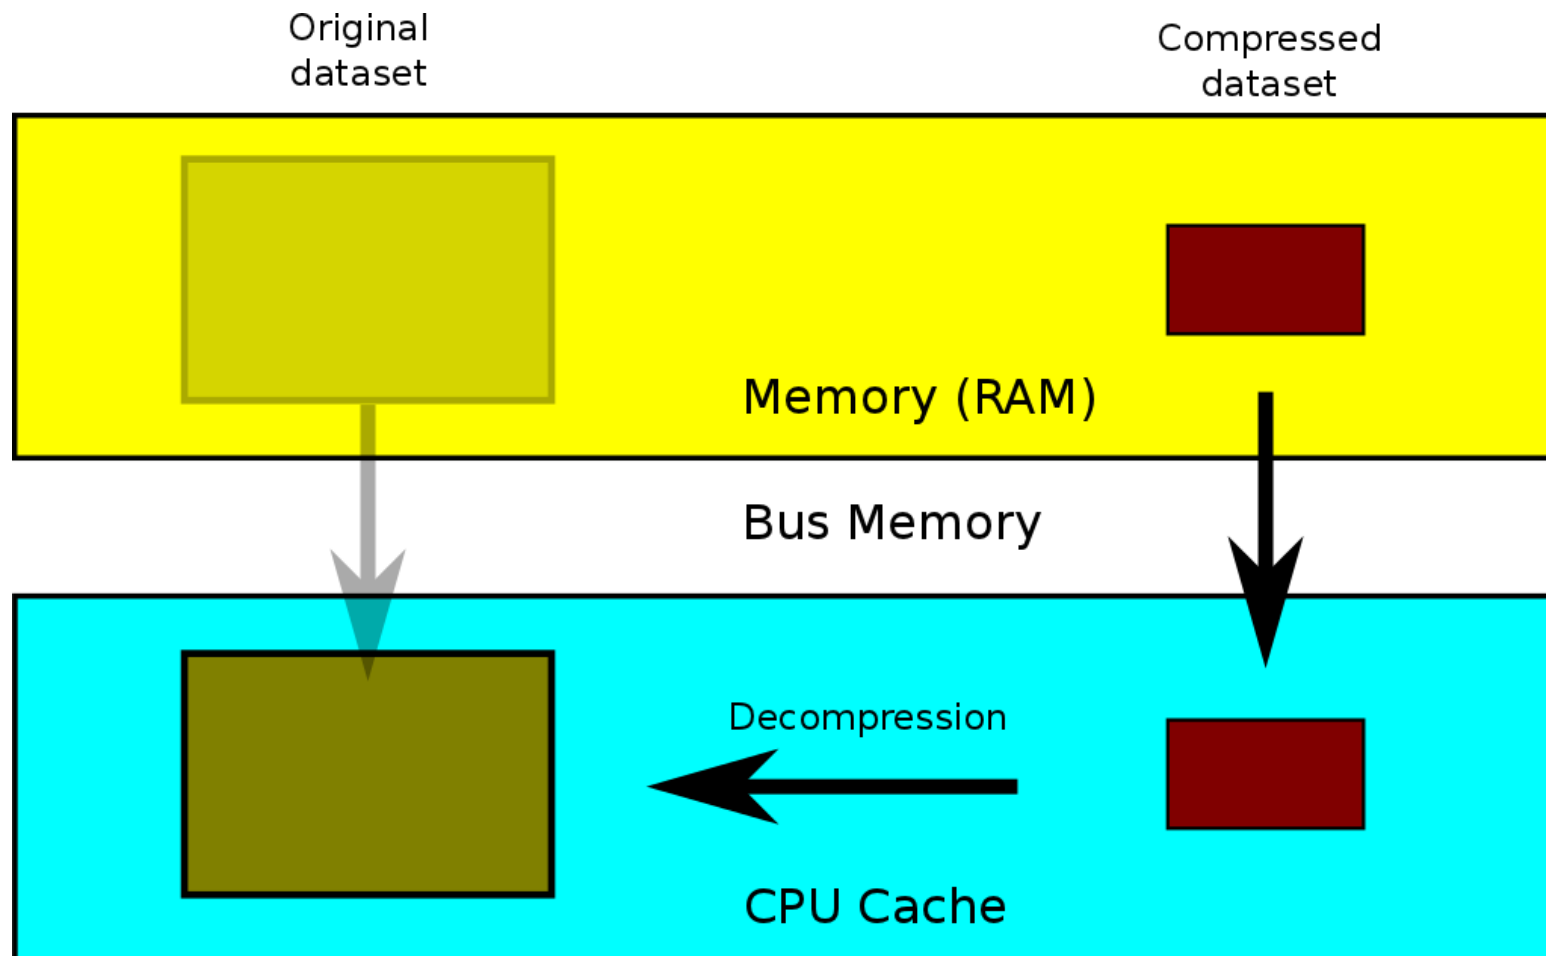 Original
dataset
Compressed
dataset
Memory (RAM)
Bus Memory
Decompression
CPU Cache